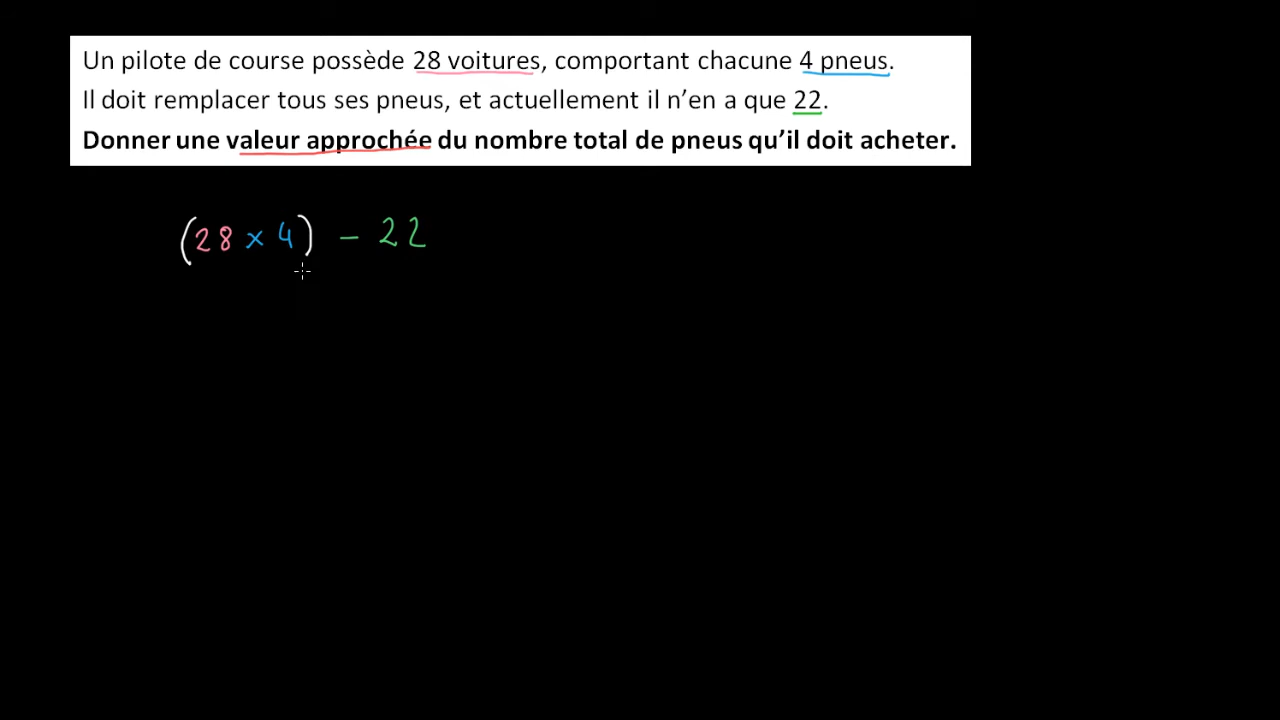 Un pilote de course possède 28 voitures, comportant chacune 4 pneus.
Il doit remplacer tous ses pneus, et actuellement il n’en a que 22.
Donner une valeur approchée du nombre total de pneus qu’il doit acheter.
(28 × 4) - 22